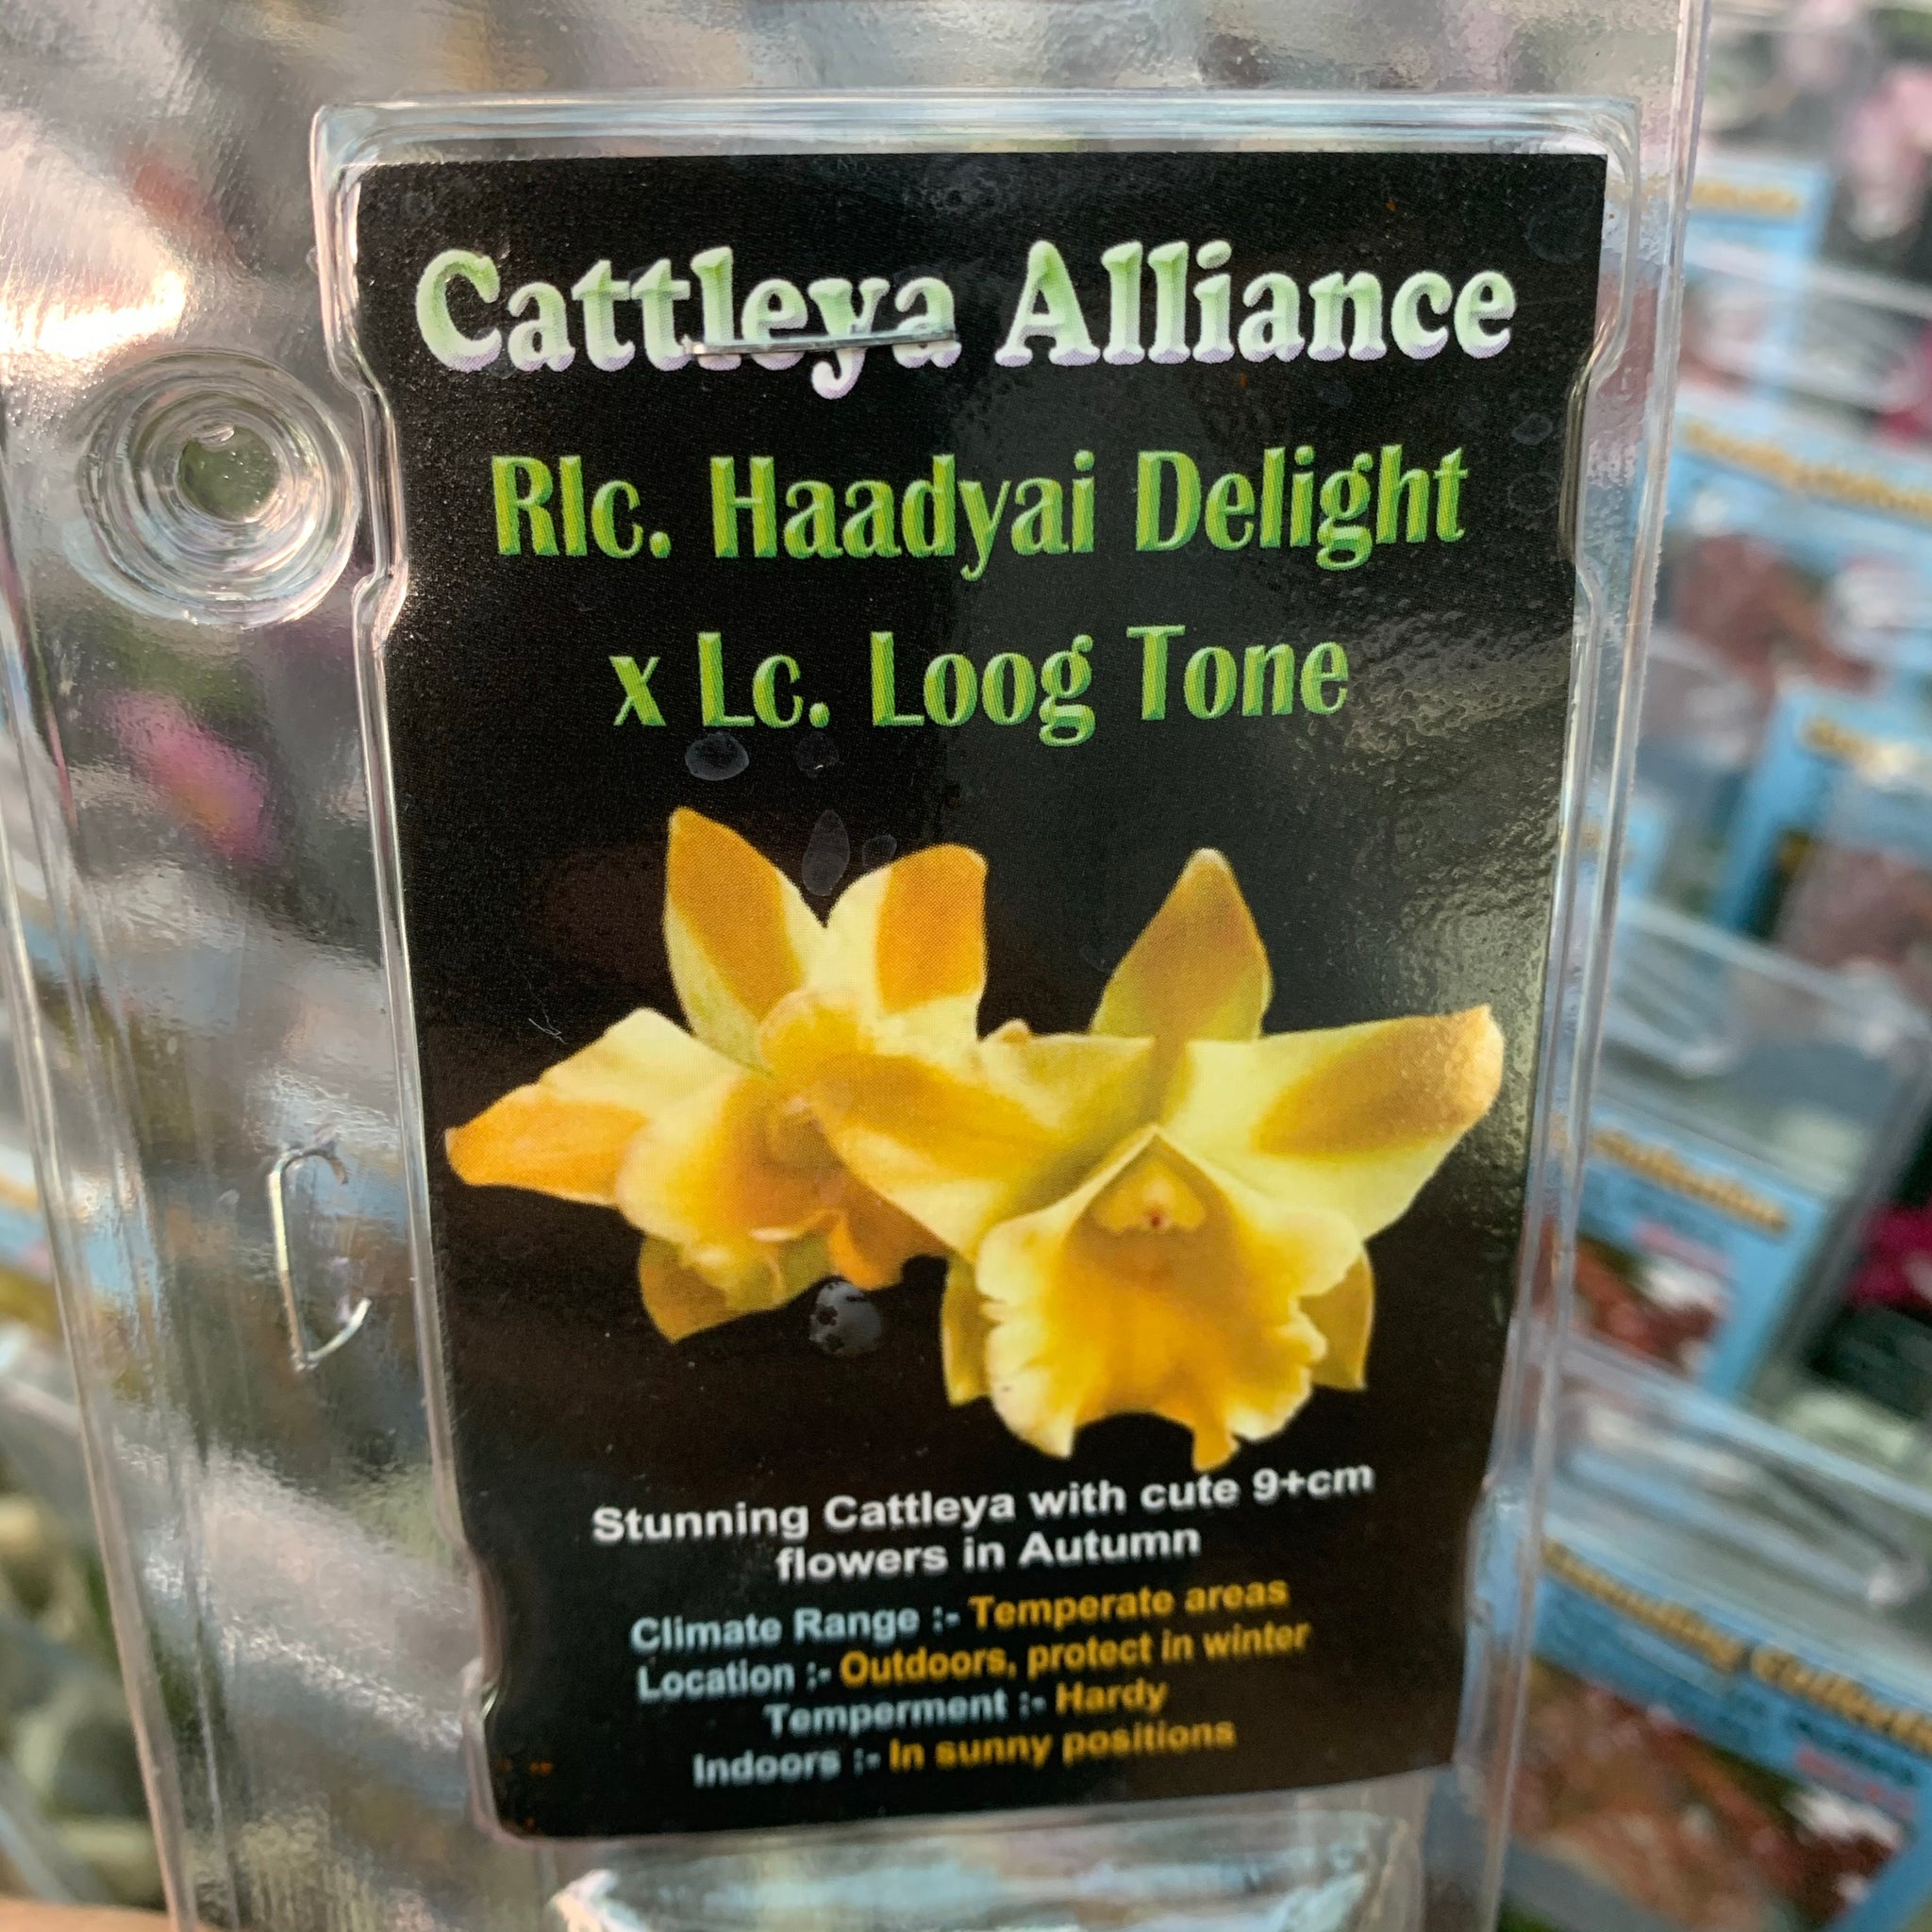 Cattleya Alliance
Rlc. Haadyai Delight
x Lc. Loog Tone
Stunning Cattleya with cute 9+cm
flowers in Autumn
Climate Range :- Temperate areas
Location :- Outdoors, protect in winter
Temperment :- Hardy
Indoors :- In sunny positions